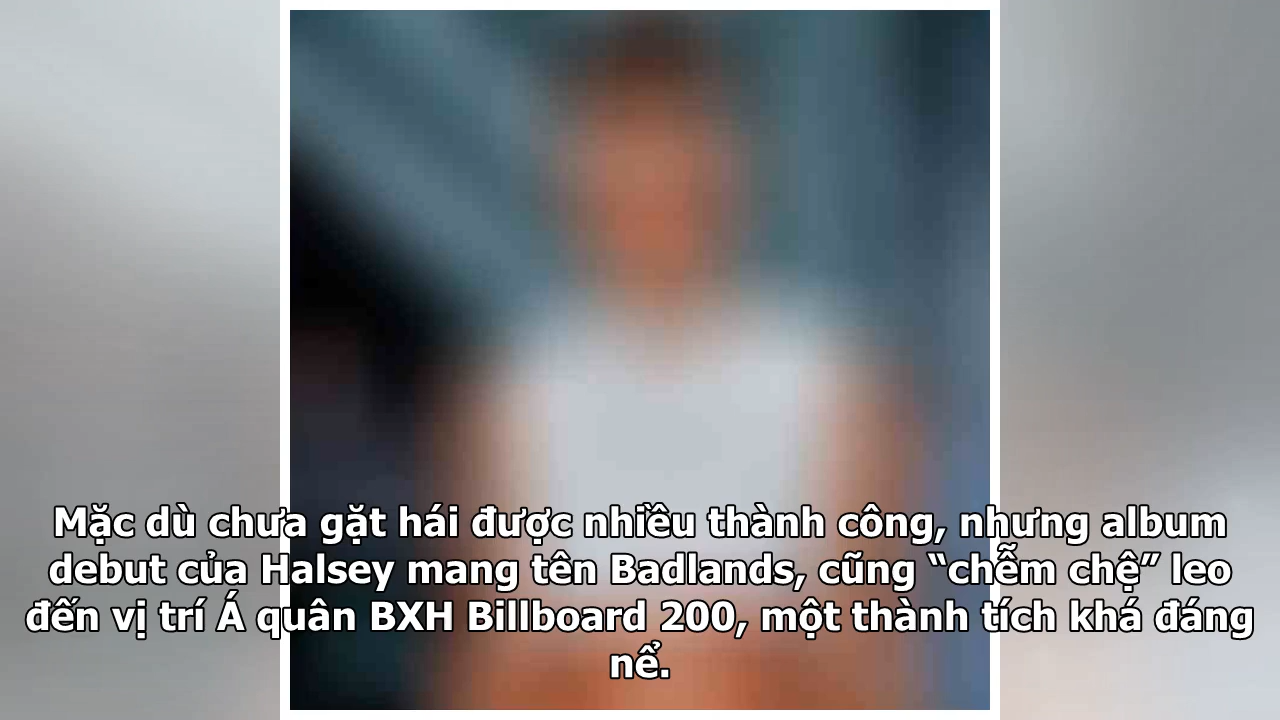 Mặc dù chưa gặt hái được nhiều thành công, nhưng album
debut của Halsey mang tên Badlands, cũng “chễm chệ” leo
đến vị trí Á quân BXH Billboard 200, một thành tích khá đáng
nể.